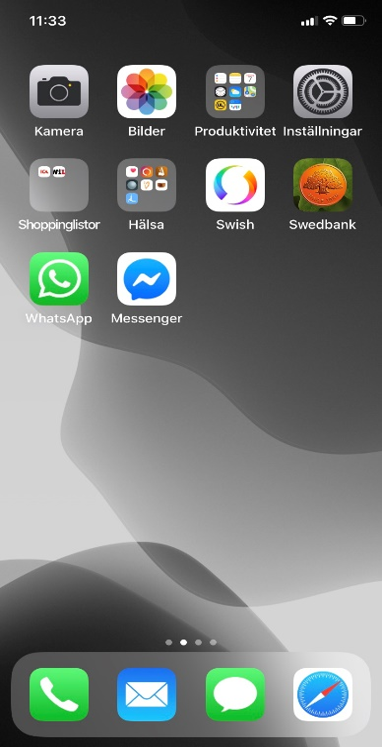 11:33
Kamera
Bilder
Produktivitet
Inställningar
Shoppinglistor
Hälsa
Swish
Swedbank
WhatsApp
Messenger